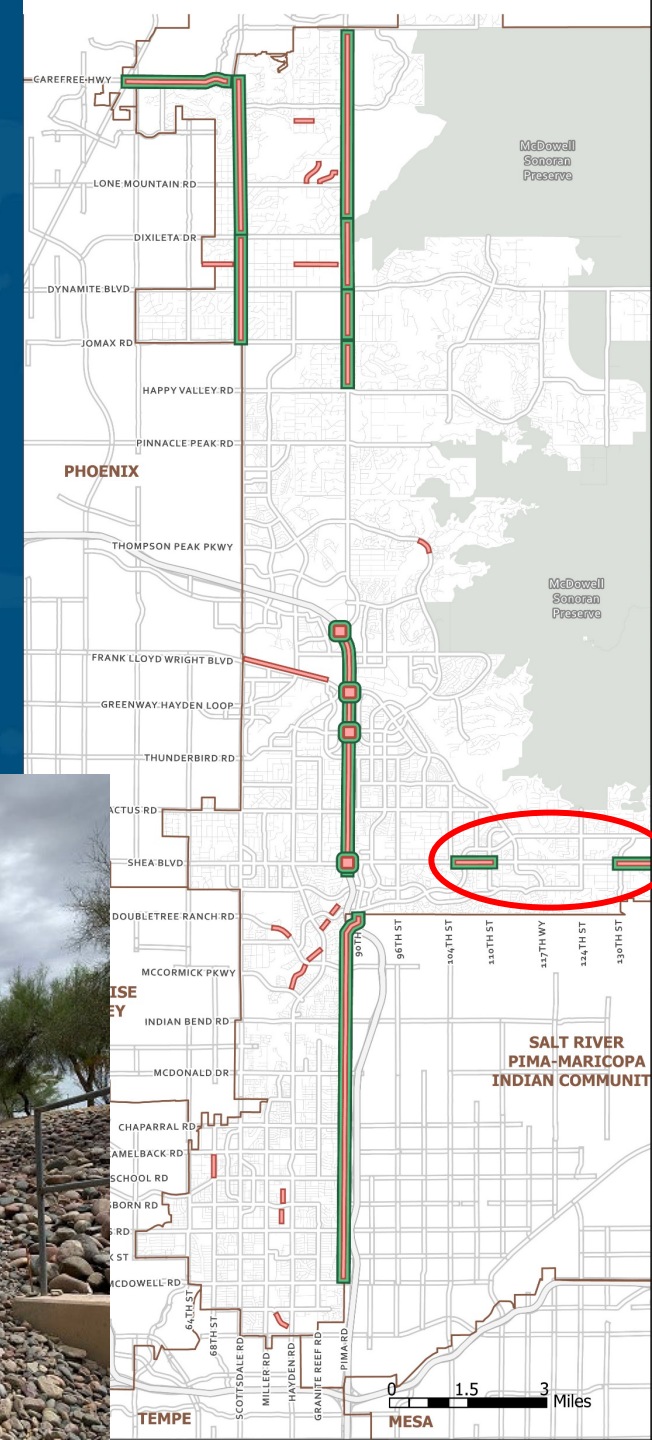 CAREFREE HWY
McDowell
Sonoran
Preserve
LONE MOUNTAIN RD
DIXILETA DR
DYNAMITE BLVD
JOMAX RD
HAPPY VALLEY RD
PINNACLE PEAK RD
PHOENIX
THOMPSON PEAK PKWY
McDowell
Sonoran
Preserve
FRANK LLOYD WRIGHT BLVD
GREENWAY HAYDEN LOOP
THUNDERBIRD RD
ACTUS RD
SHEA BLVD
DOUBLETREE RANCH RD
90TH
96TH ST
104TH ST
110TH ST
117TH WY
124TH ST
130TH ST
MCCORMICK PKWY
ISE
EY
INDIAN BEND RD
SALT RIVER
PIMA-MARICOPA
INDIAN COMMUNIT
MCDONALD DR
CHAPARRAL RD
AMELBACK RD
SCHOOL RD
BORN RD
RD
ST
MCDOWELL RD
64TH ST
68TH ST
SCOTTSDALE RD
MILLER RD
HAYDEN RD
GRANITE REEF RD
PIMA RD
0 1.5 3
Miles
TEMPE
MESA